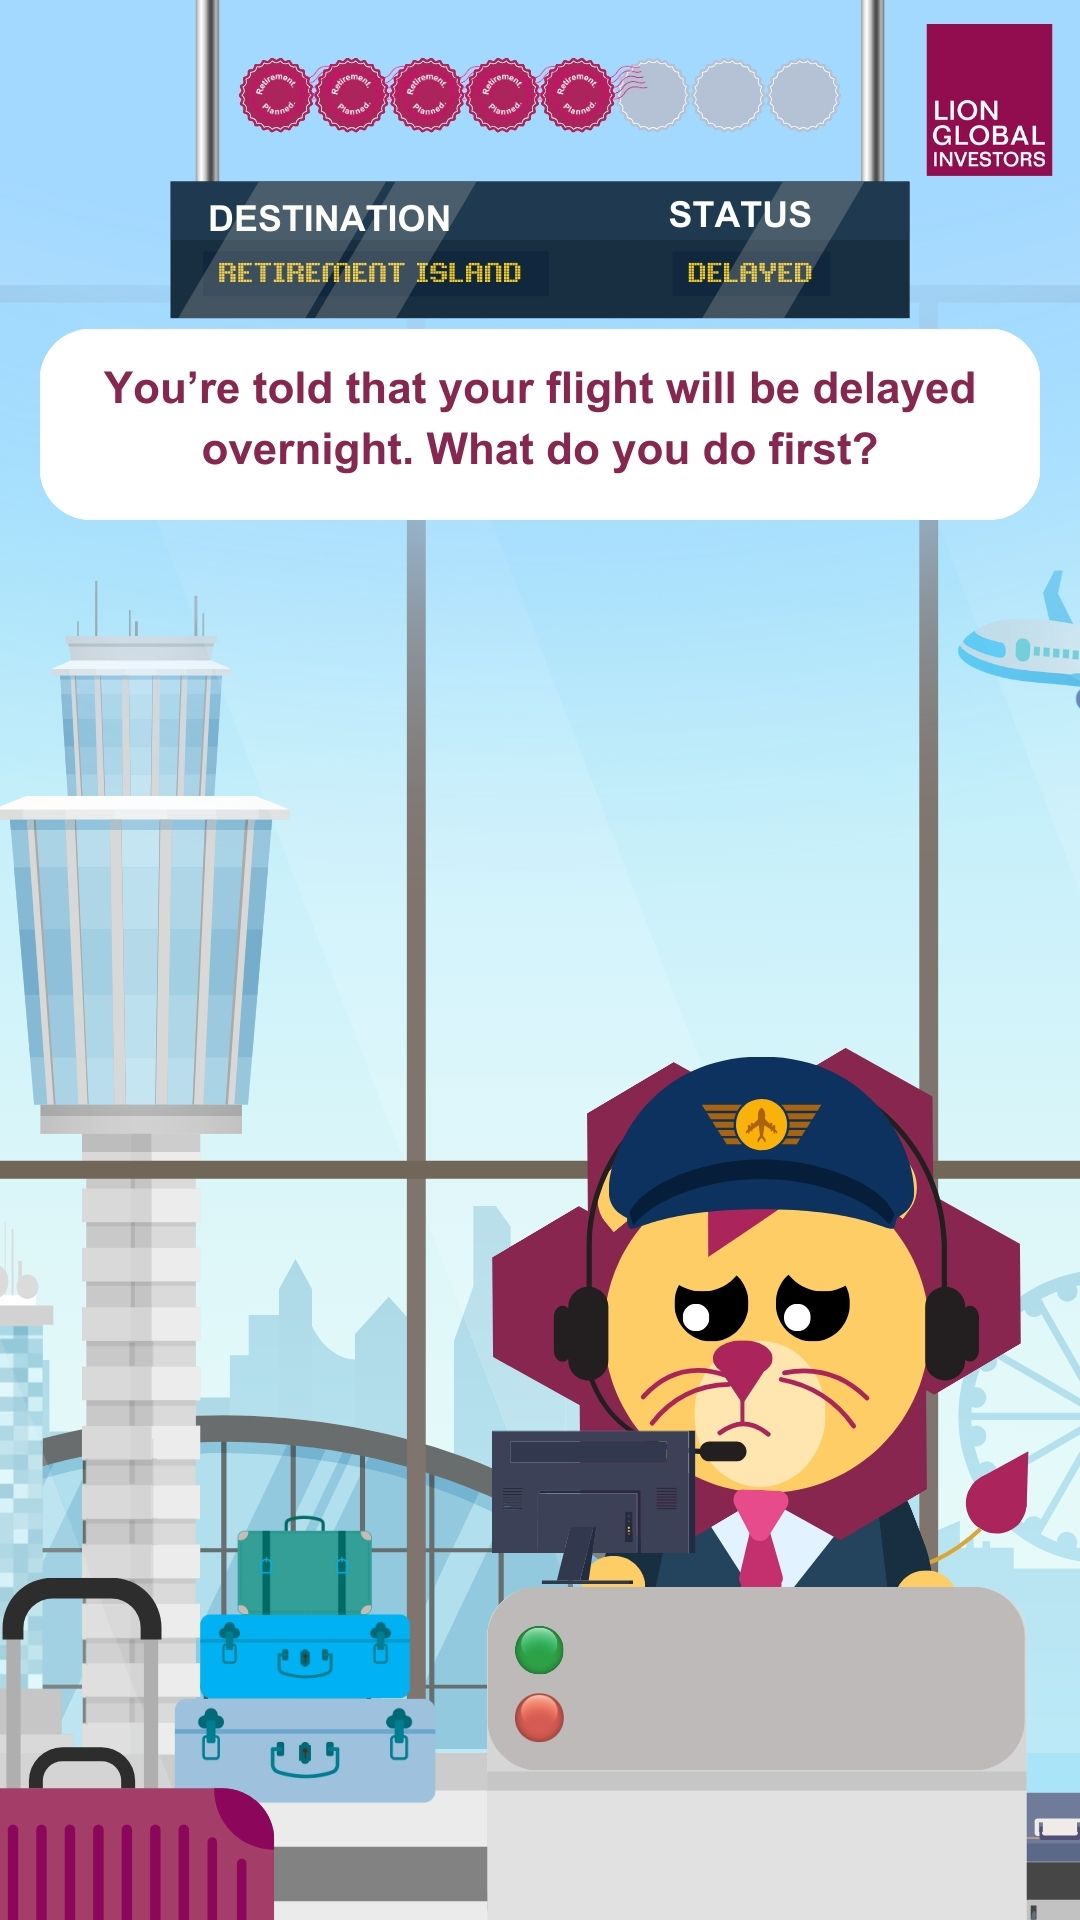 Retirement Planned.
Retirement Planned.
Retirement Planned.
Retirement Planned.
Retirement Planned.
LION
GLOBAL
INVESTORS
DESTINATION STATUS
RETIREMENT ISLAND DELAYED
You’re told that your flight will be delayed
overnight. What do you do first?